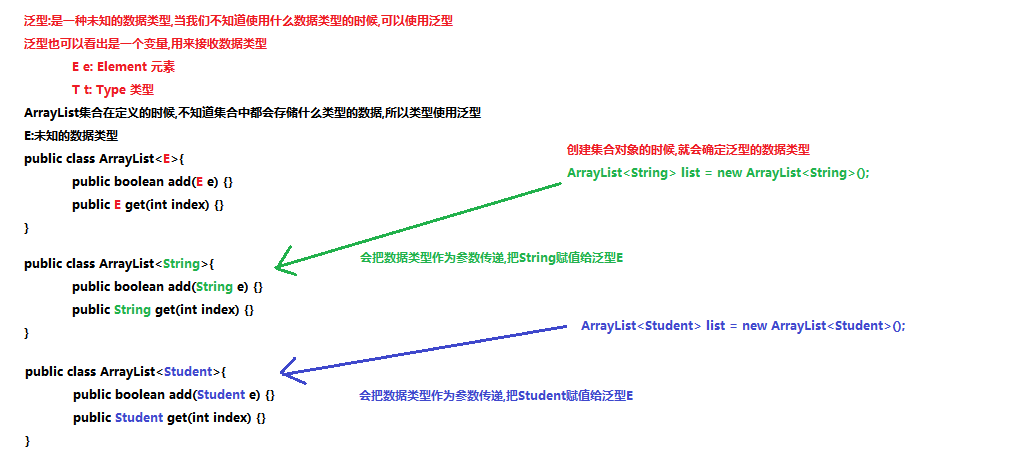 泛型:是一种未知的数据类型,当我们不知道使用什么数据类型的时候,可以使用泛型
泛型也可以看出是一个变量,用来接收数据类型
E e: Element 元素
T t: Type 类型
ArrayList集合在定义的时候,不知道集合中都会存储什么类型的数据,所以类型使用泛型
E:未知的数据类型
public class ArrayList<E>{
public boolean add(E e) {}
public E get(int index) {}
}
创建集合对象的时候,就会确定泛型的数据类型
ArrayList<String> list = new ArrayList<String>();
会把数据类型作为参数传递,把String赋值给泛型E
public class ArrayList<String>{
public boolean add(String e) {}
public String get(int index) {}
}
ArrayList<Student> list = new ArrayList<Student>();
public class ArrayList<Student>{
public boolean add(Student e) {}
会把数据类型作为参数传递,把Student赋值给泛型E
public Student get(int index) {}
}